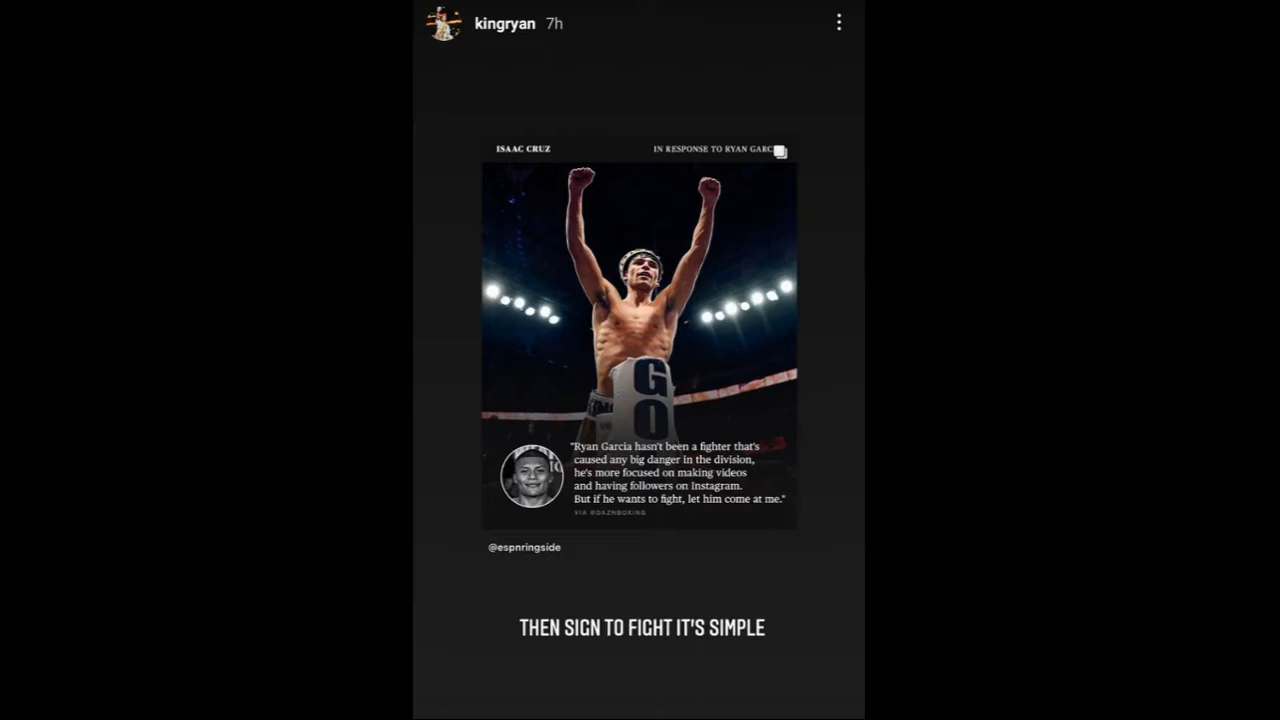 kingryan 7h
ISAAC CRUZ
IN RESPONSE TO RYAN
GO
"Ryan Garcia hasn't been a fighter that's
caused any big danger in the division,
he's more focused on making videos
and having followers on Instagram.
But if he wants to fight, let him come at me."
VIA @DAZNBOXING
@espnringside
THEN SIGN TO FIGHT IT'S SIMPLE